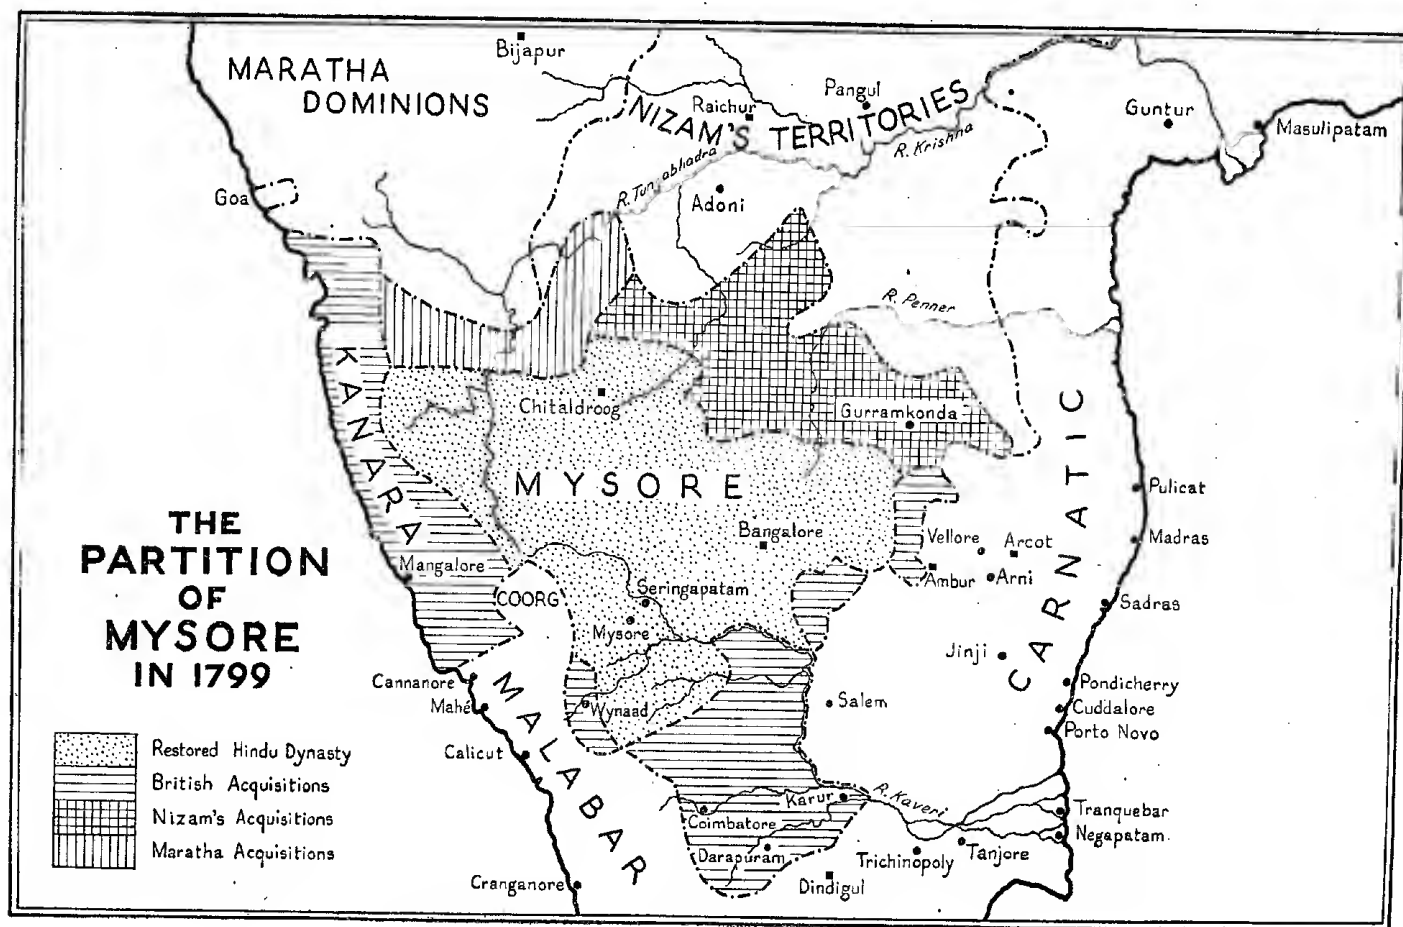 Bijapur
MARATHA
DOMINIONS
Raichur
Pangul
NIZAM'S TERRITORIES
Guntur
Masulipatam
R. Krishna
R. Tungabhadra
Goa
Adoni
R. Penner
KANARA
Chitaldroog
Gurramkonda
CARNATIC
MYSORE
Pulicat
Bangalore
Vellore
Arcot
Madras
THE
PARTITION
OF
MYSORE
IN 1799
Mangalore
Ambur
Arni
COORG
Seringapatam
Sadras
Mysore
Jinji
Cannanore
MALABAR
Pondicherry
Mahé
Wynaad
Salem
Cuddalore
Porto Novo
Restored Hindu Dynasty
Calicut
British Acquisitions
Karur
R. Kaveri
Nizam's Acquisitions
Coimbatore
Tranquebar
Negapatam.
Maratha Acquisitions
Darapuram
Trichinopoly
Tanjore
Cranganore
Dindigul